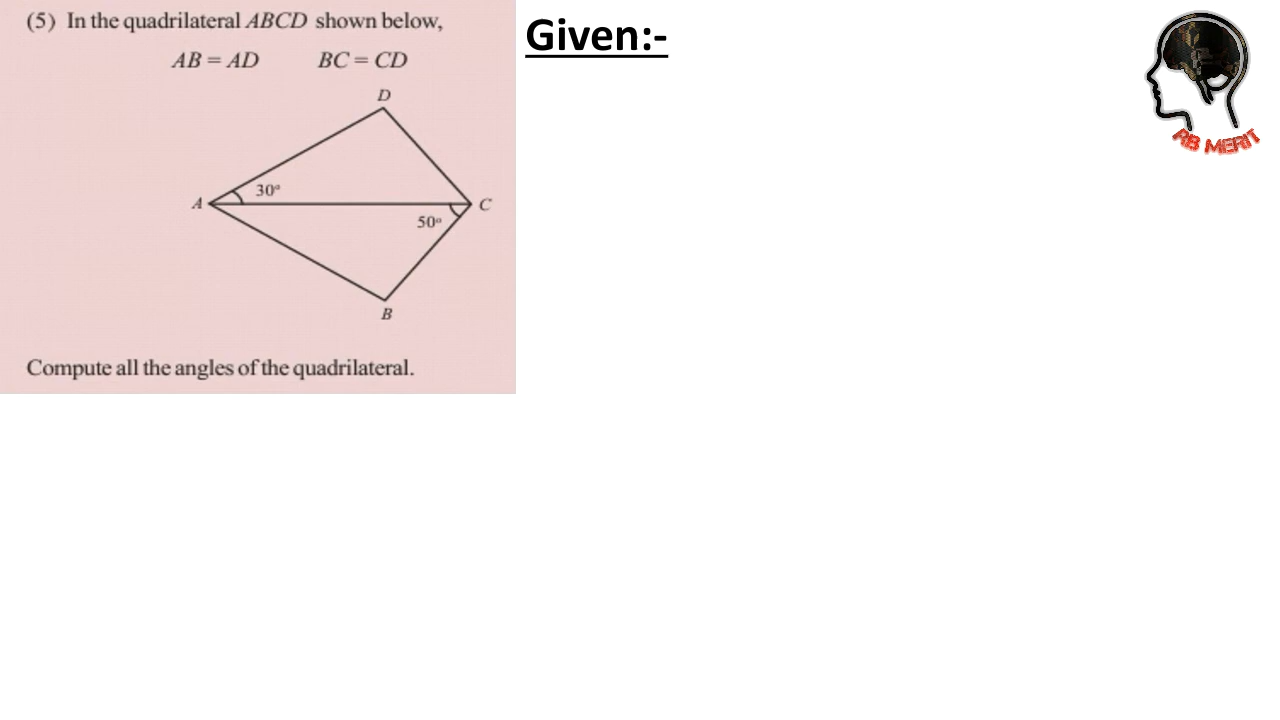 (5) In the quadrilateral ABCD shown below,
AB = AD BC = CD
D
30°
A
C
50°
B
Compute all the angles of the quadrilateral.
Given:-
RB MERIT